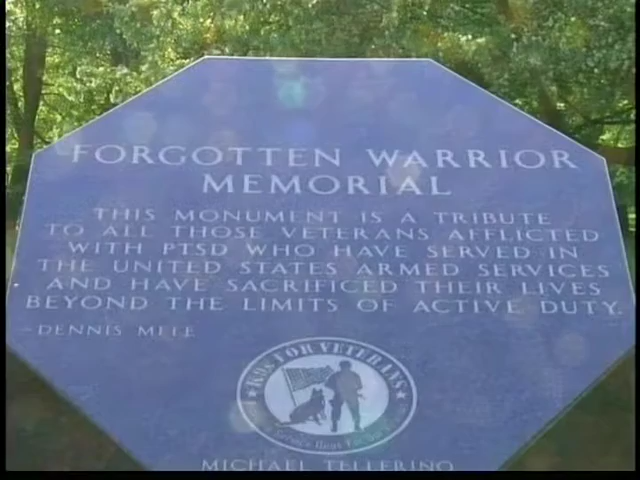 FORGOTTEN WARRIOR
MEMORIAL
THIS MONUMENT IS A TRIBUTE
TO ALL THOSE VETERANS AFFLICTED
WITH PTSD WHO HAVE SERVED IN
THE UNITED STATES ARMED SERVICES
AND HAVE SACRIFICED THEIR LIVES
BEYOND THE LIMITS OF ACTIVE DUTY.
-DENNIS
K9S FOR VETERANS
MICHAEL TELLERINO